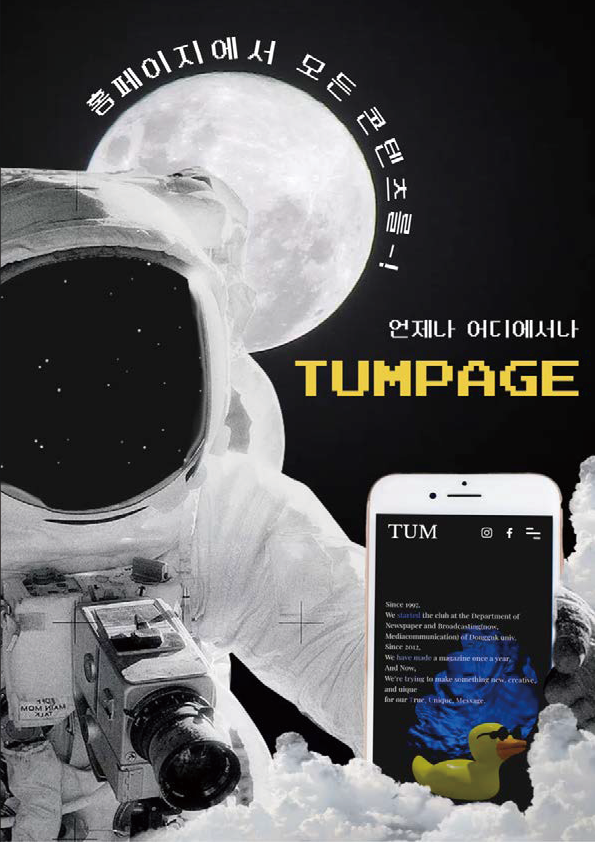 홈페이지에서 모든 콘텐츠를-!
언제나 어디에서나
TUMPAGE
TUM
Since 1997.
We started the club at the Department of
Newspaper and Broadcasting(now,
Mediacommunication) of Dongguk univ.
Since 2012,
We have made a magazine once a year.
And Now,
We're trying to make something new, creative,
and uique
for our True, Unique, Message.